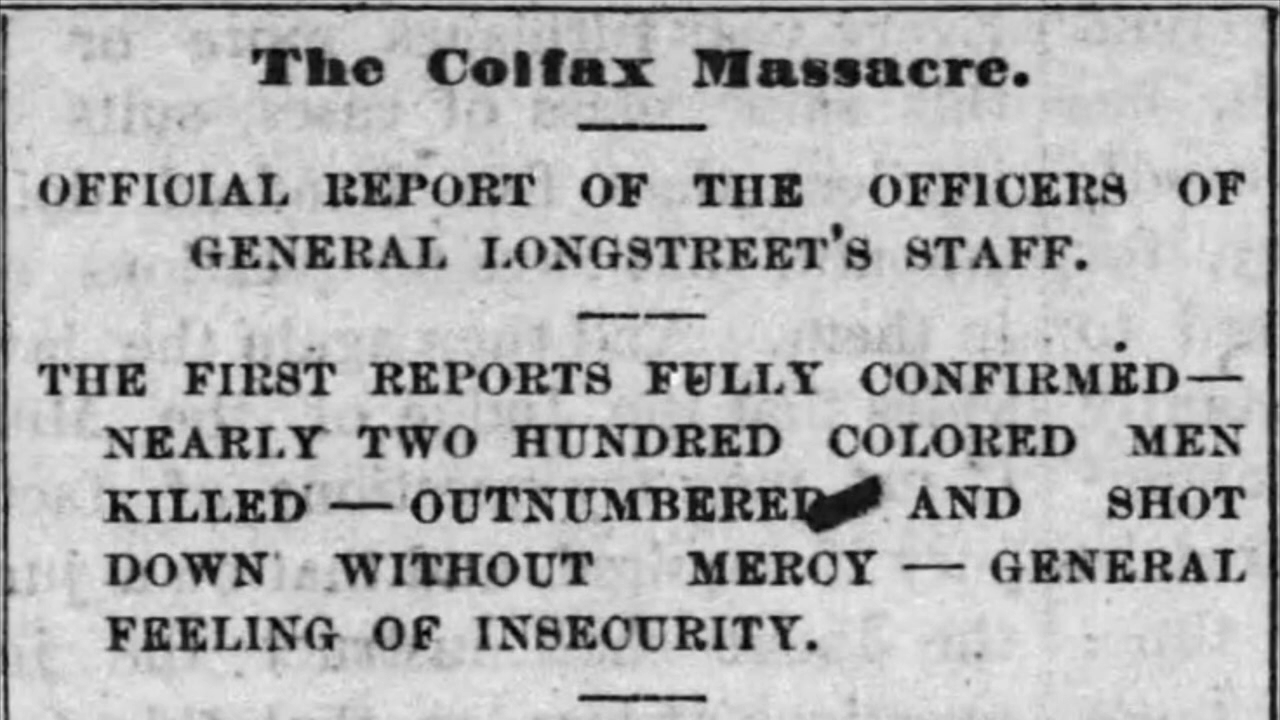 The Colfax Massacre.
OFFICIAL REPORT OF THE OFFICERS OF
GENERAL LONGSTREET'S STAFF.
THE FIRST REPORTS FULLY CONFIRMED—
NEARLY TWO HUNDRED COLORED MEN
KILLED — OUTNUMBERED AND SHOT
DOWN WITHOUT MERCY — GENERAL
FEELING OF INSECURITY.